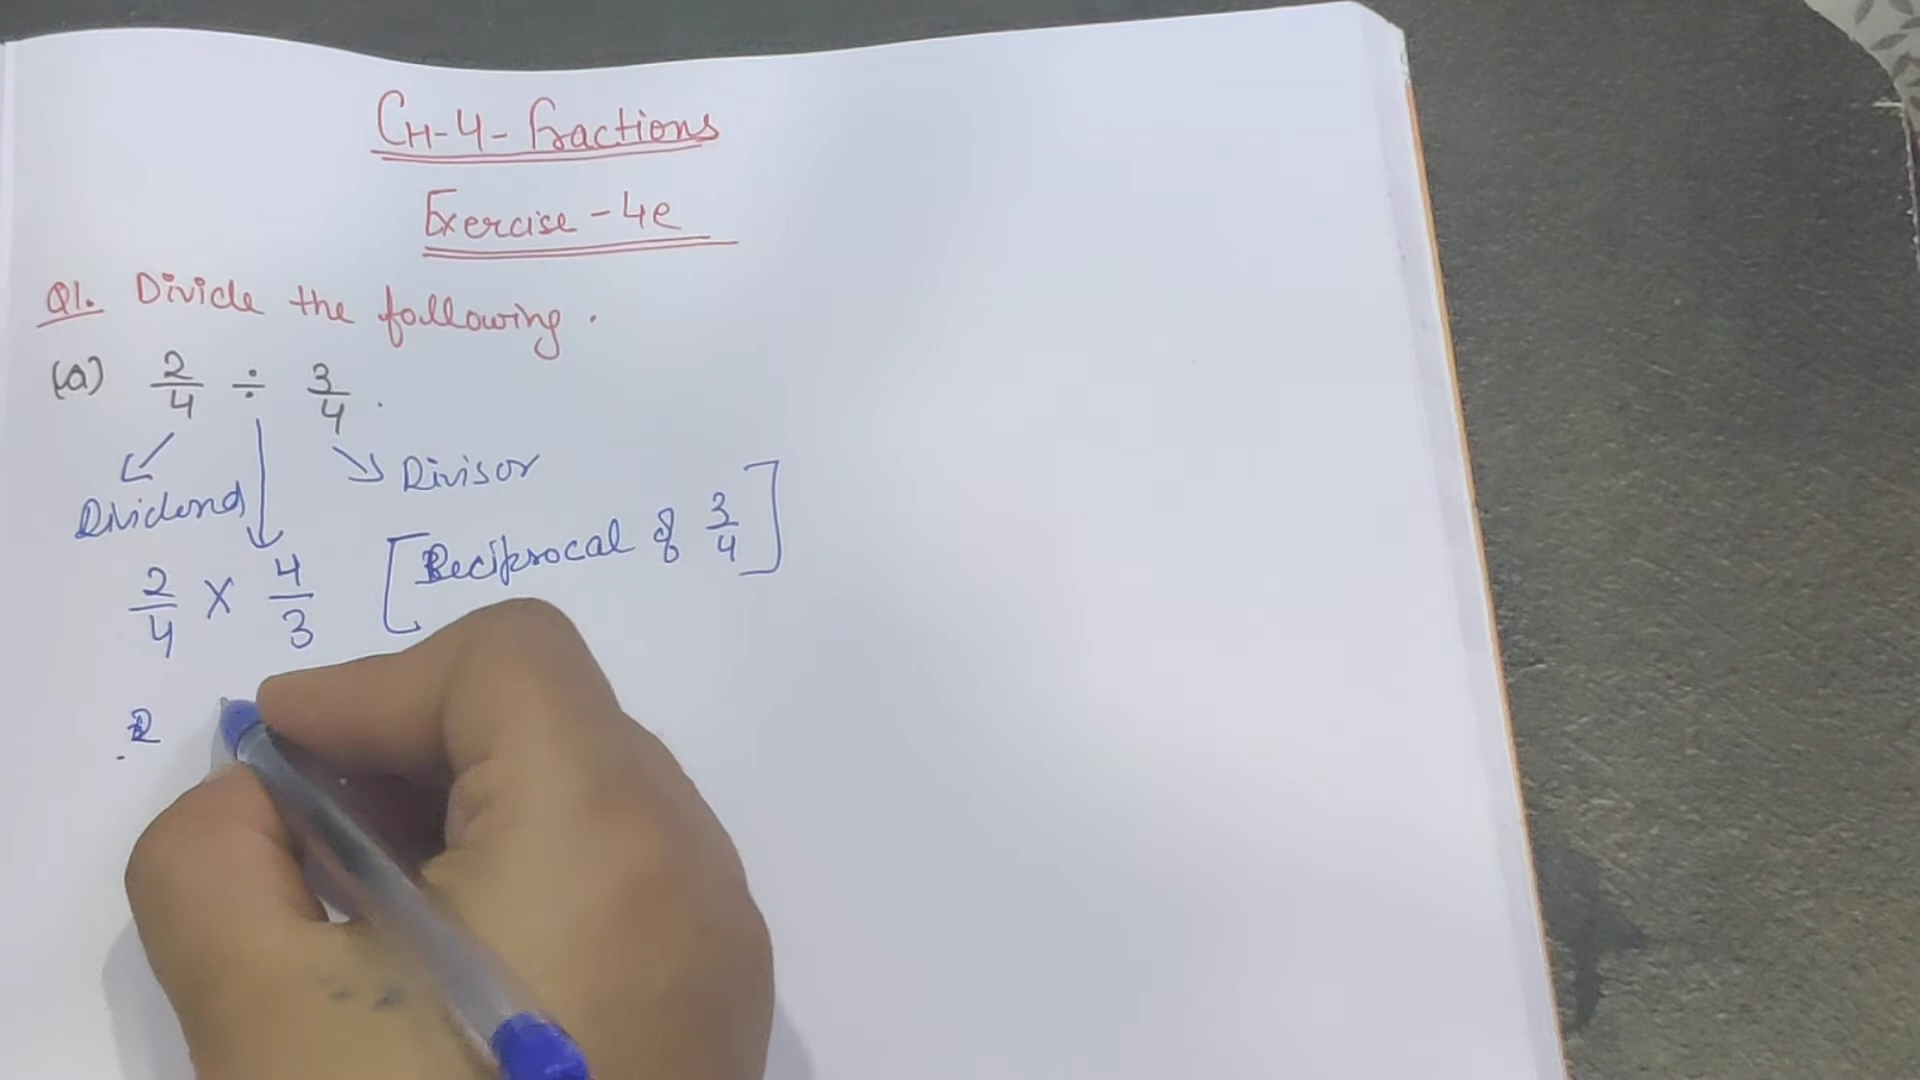 CH-4-Fractions
Exercise-4e
Q1. Divide the following.
(a) 2/4 ÷ 3/4.
Divisor
Dividend
2/4 × 4/3 [Reciprocal of 3/4]
2